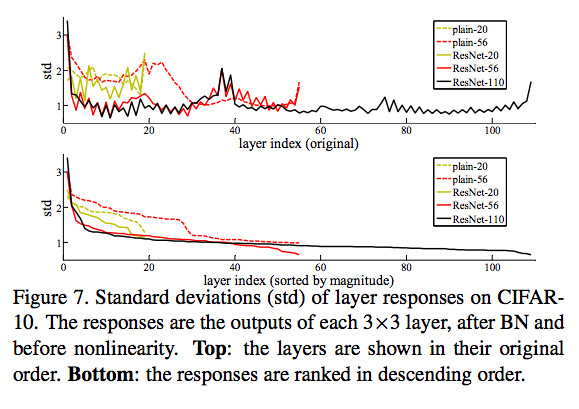 3
2
1
std
plain-20
plain-56
ResNet-20
ResNet-56
ResNet-110
0 20 40 60 80 100
layer index (original)
3
2
1
std
plain-20
plain-56
ResNet-20
ResNet-56
ResNet-110
0 20 40 60 80 100
layer index (sorted by magnitude)
Figure 7. Standard deviations (std) of layer responses on CIFAR-
10. The responses are the outputs of each 3×3 layer, after BN and
before nonlinearity. Top: the layers are shown in their original
order. Bottom: the responses are ranked in descending order.